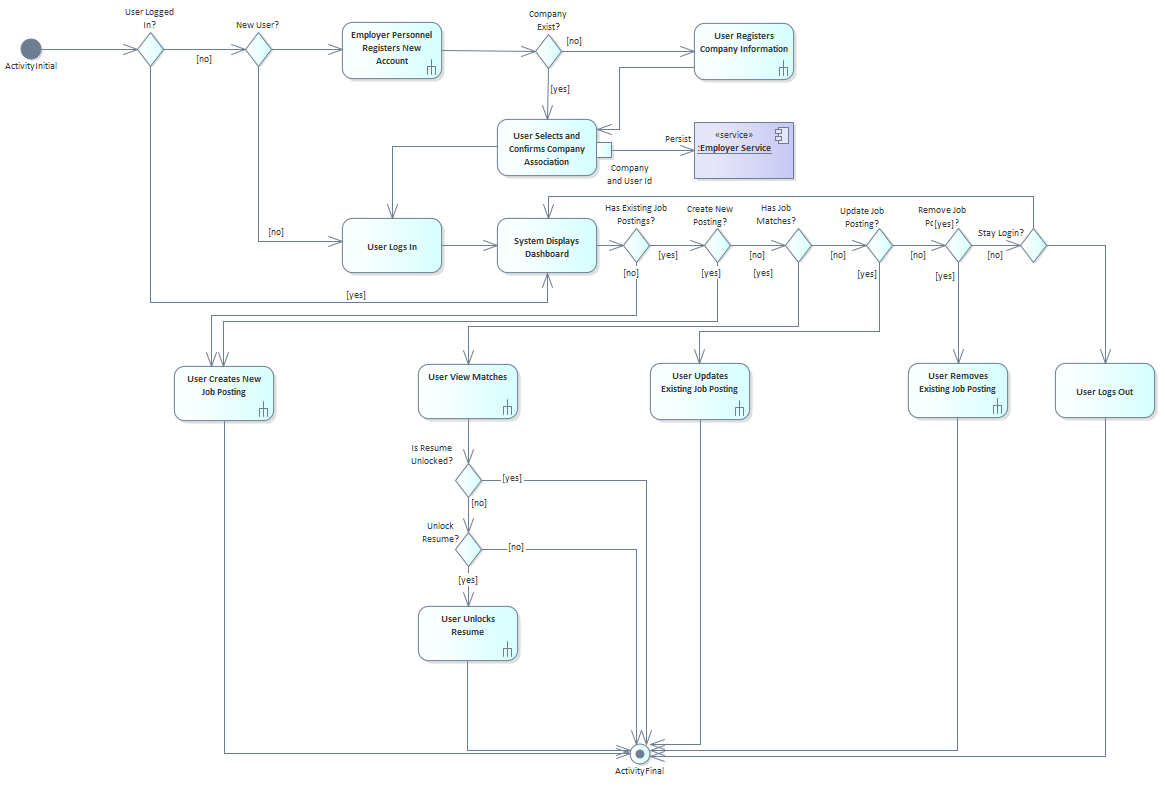 User Logged
In?
New User?
Company
Exist?
Employer Personnel
Registers New
Account
User Registers
Company Information
[no]
[no]
ActivityInitial
[yes]
User Selects and
Confirms Company
Association
Persist
«service»
:Employer Service
Company
and User Id
Has Existing Job
Postings?
Create New
Posting?
Has Job
Matches?
Update Job
Posting?
Remove Job
Pc[yes]?
Stay Login?
[no]
User Logs In
System Displays
Dashboard
[yes]
[no]
[no]
[no]
[no]
[no]
[yes]
[yes]
[yes]
[yes]
[yes]
User Creates New
Job Posting
User View Matches
User Updates
Existing Job Posting
User Removes
Existing Job Posting
User Logs Out
Is Resume
Unlocked?
[yes]
[no]
Unlock
Resume?
[no]
[yes]
User Unlocks
Resume
ActivityFinal